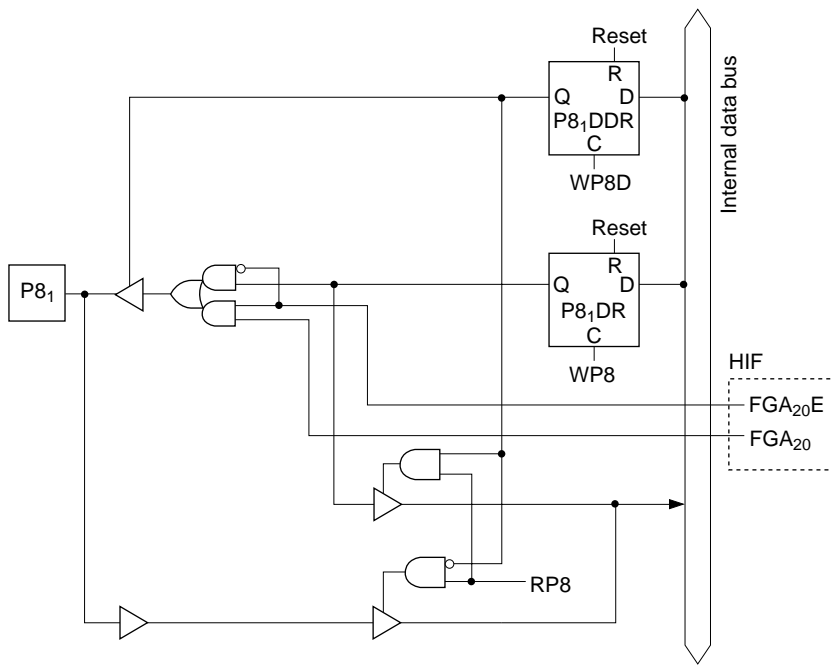 Reset
R
Q D
P8₁DDR
C
WP8D
Internal data bus
Reset
R
Q D
P8₁DR
C
WP8
P8₁
HIF
FGA₂₀E
FGA₂₀
RP8